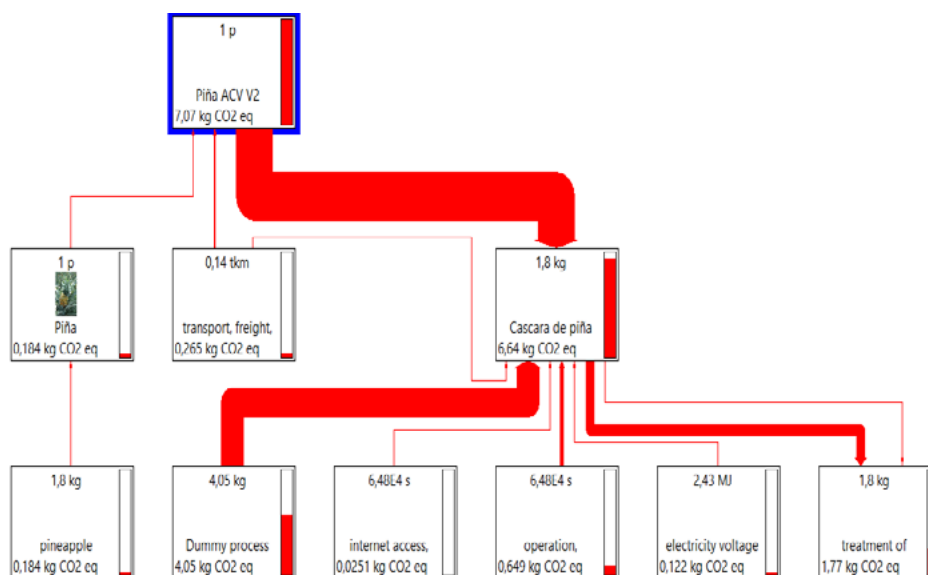 1 p
Piña ACV V2
7,07 kg CO2 eq
1 p
Piña
0,184 kg CO2 eq
0,14 tkm
transport, freight,
0,265 kg CO2 eq
1,8 kg
Cascara de piña
6,64 kg CO2 eq
1,8 kg
pineapple
0,184 kg CO2 eq
4,05 kg
Dummy process
4,05 kg CO2 eq
6,48E4 s
internet access,
0,0251 kg CO2 eq
6,48E4 s
operation,
0,649 kg CO2 eq
2,43 MJ
electricity voltage
0,122 kg CO2 eq
1,8 kg
treatment of
1,77 kg CO2 eq